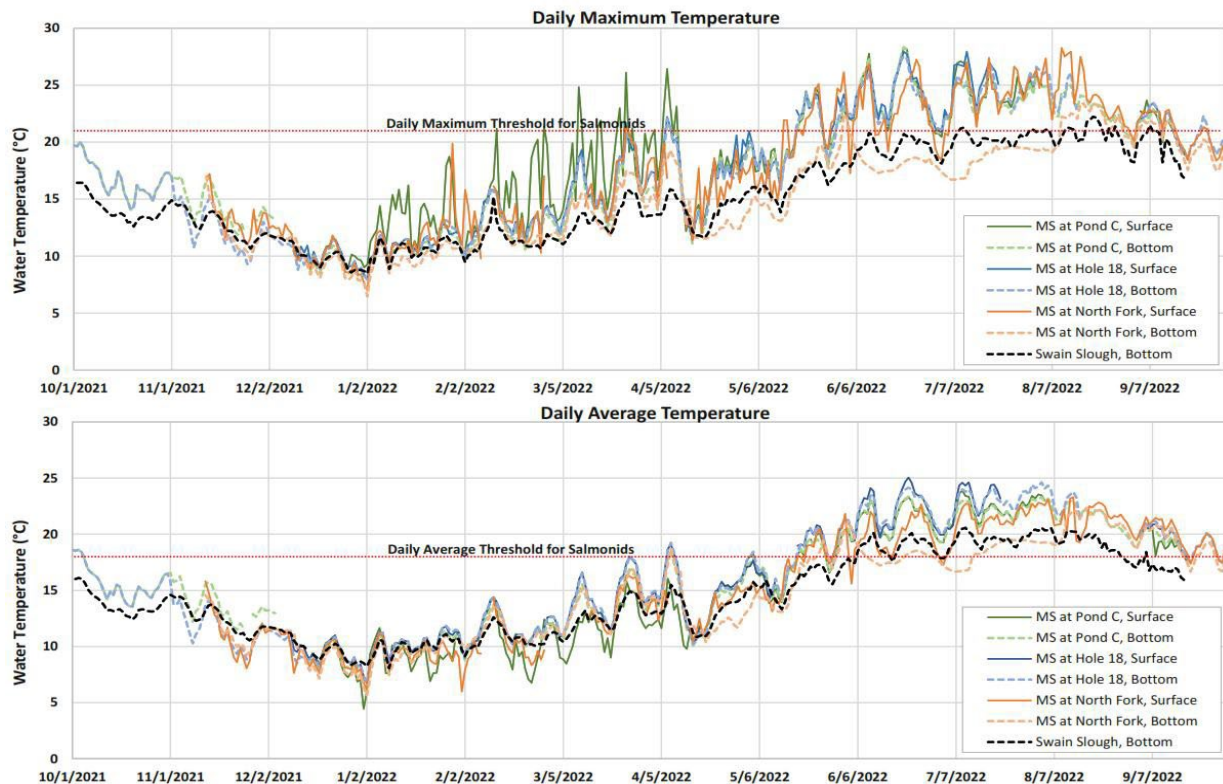 Daily Maximum Temperature
30
25
20
15
10
5
0
Water Temperature (°C)
Daily Maximum Threshold for Salmonids
MS at Pond C, Surface
MS at Pond C, Bottom
MS at Hole 18, Surface
MS at Hole 18, Bottom
MS at North Fork, Surface
MS at North Fork, Bottom
Swain Slough, Bottom
10/1/2021 11/1/2021 12/2/2021 1/2/2022 2/2/2022 3/5/2022 4/5/2022 5/6/2022 6/6/2022 7/7/2022 8/7/2022 9/7/2022
Daily Average Temperature
30
25
20
15
10
5
0
Water Temperature (°C)
Daily Average Threshold for Salmonids
MS at Pond C, Surface
MS at Pond C, Bottom
MS at Hole 18, Surface
MS at Hole 18, Bottom
MS at North Fork, Surface
MS at North Fork, Bottom
Swain Slough, Bottom
10/1/2021 11/1/2021 12/2/2021 1/2/2022 2/2/2022 3/5/2022 4/5/2022 5/6/2022 6/6/2022 7/7/2022 8/7/2022 9/7/2022